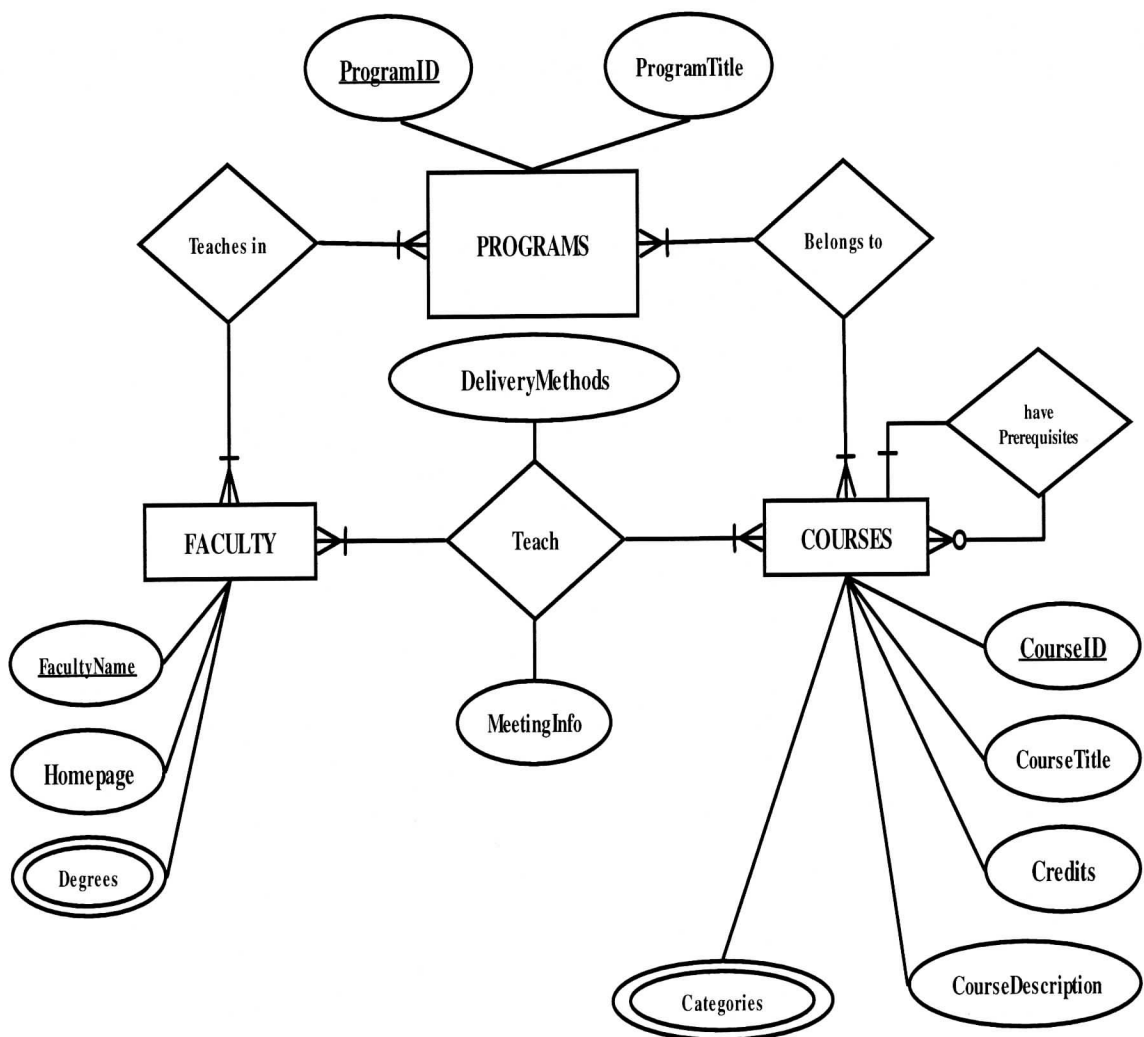 ProgramID
ProgramTitle
Teaches in
PROGRAMS
Belongs to
DeliveryMethods
have
Prerequisites
FACULTY
Teach
COURSES
FacultyName
CourseID
MeetingInfo
Homepage
CourseTitle
Degrees
Credits
CourseDescription
Categories